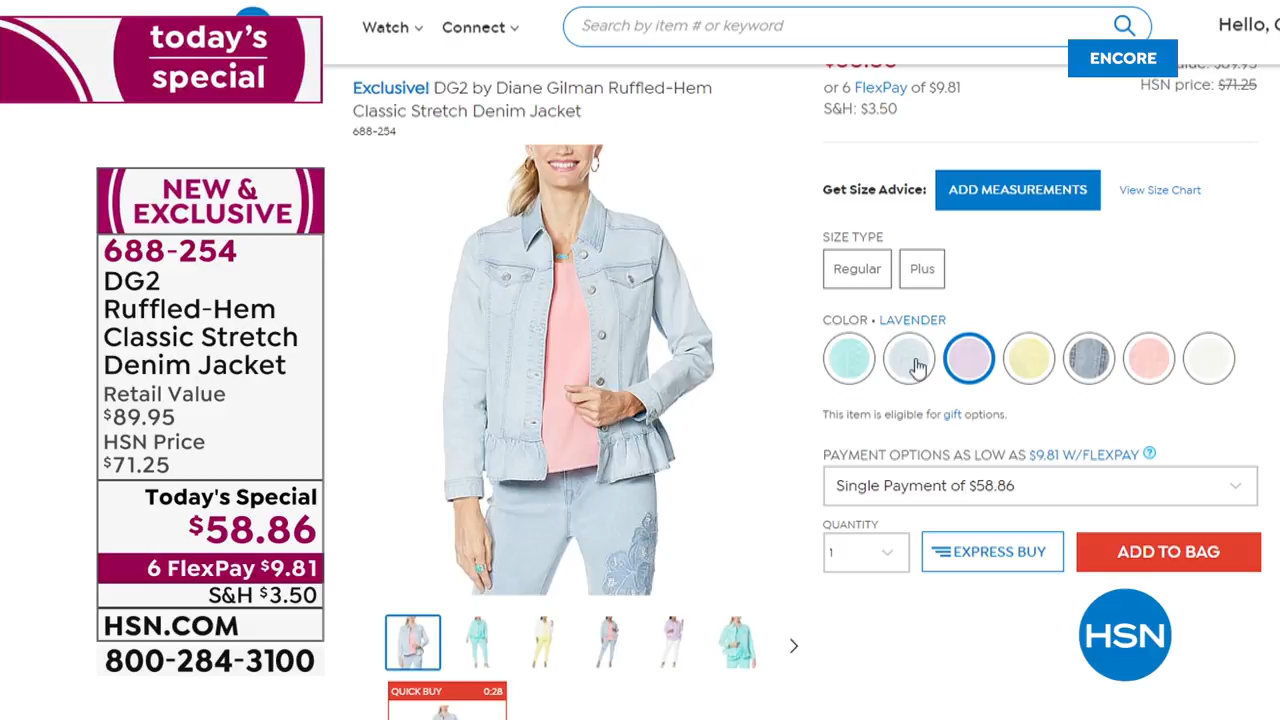 today's
special
Watch
Connect
Search by item # or keyword
Hello,
ENCORE
Exclusive! DG2 by Diane Gilman Ruffled-Hem
Classic Stretch Denim Jacket
688-254
HSN price: $71.25
or 6 FlexPay of $9.81
S&H: $3.50
NEW &
EXCLUSIVE
688-254
DG2
Ruffled-Hem
Classic Stretch
Denim Jacket
Retail Value
$89.95
HSN Price
$71.25
Today's Special
$58.86
6 FlexPay $9.81
S&H $3.50
HSN.COM
800-284-3100
Get Size Advice:
ADD MEASUREMENTS
View Size Chart
SIZE TYPE
Regular
Plus
COLOR • LAVENDER
This item is eligible for gift options.
PAYMENT OPTIONS AS LOW AS $9.81 W/FLEXPAY ?
Single Payment of $58.86
QUANTITY
1
EXPRESS BUY
ADD TO BAG
HSN
QUICK BUY 0:28